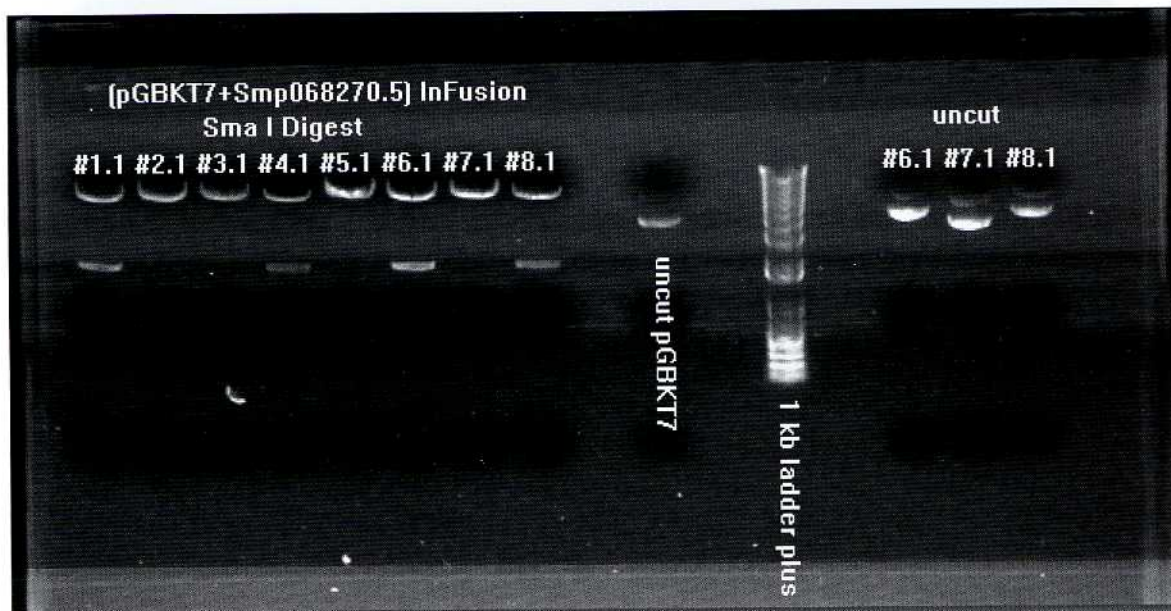 (pGBKT7+Smp068270.5) InFusion
Sma I Digest
#1.1 #2.1 #3.1 #4.1 #5.1 #6.1 #7.1 #8.1
uncut pGBKT7
1 kb ladder plus
uncut
#6.1 #7.1 #8.1